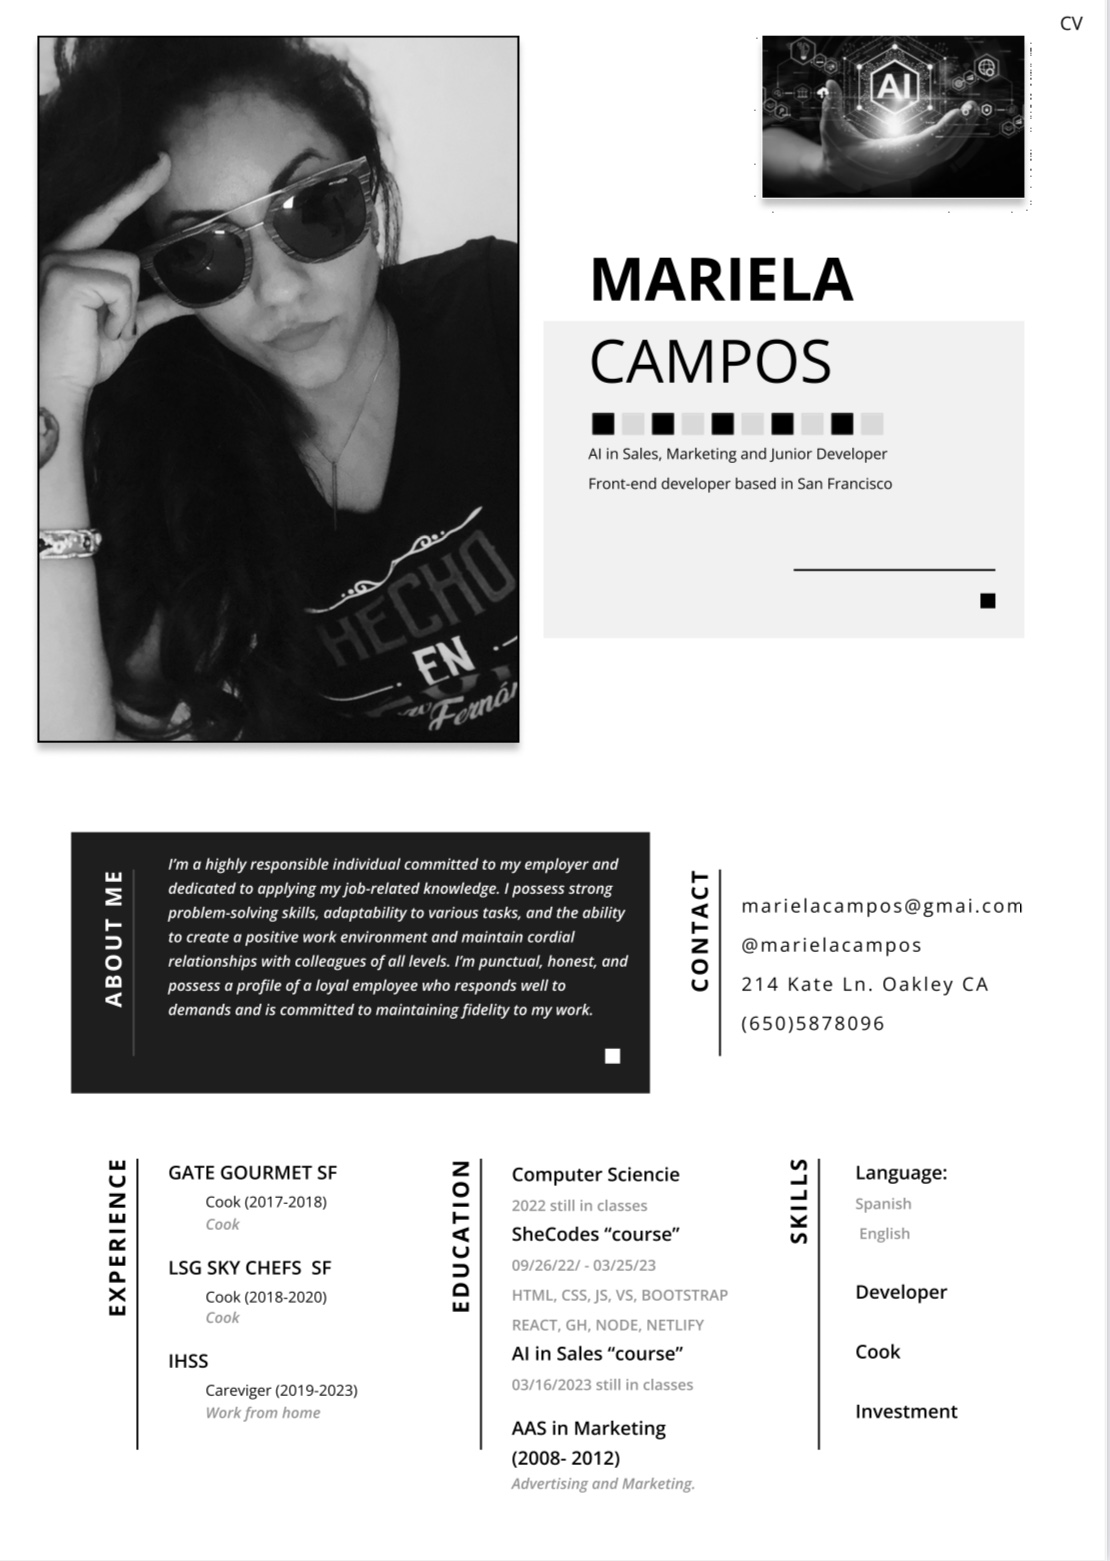 CV
AI
MARIELA
CAMPOS
AI in Sales, Marketing and Junior Developer
Front-end developer based in San Francisco
HECHO
EN
Fernán
ABOUT ME
I'm a highly responsible individual committed to my employer and
dedicated to applying my job-related knowledge. I possess strong
problem-solving skills, adaptability to various tasks, and the ability
to create a positive work environment and maintain cordial
relationships with colleagues of all levels. I'm punctual, honest, and
possess a profile of a loyal employee who responds well to
demands and is committed to maintaining fidelity to my work.
CONTACT
marielacampos@gmai.com
@marielacampos
214 Kate Ln. Oakley CA
(650)5878096
EXPERIENCE
GATE GOURMET SF
Cook (2017-2018)
Cook
LSG SKY CHEFS  SF
Cook (2018-2020)
Cook
IHSS
Careviger (2019-2023)
Work from home
EDUCATION
Computer Sciencie
2022 still in classes
SheCodes “course”
09/26/22/ - 03/25/23
HTML, CSS, JS, VS, BOOTSTRAP
REACT, GH, NODE, NETLIFY
AI in Sales “course”
03/16/2023 still in classes
AAS in Marketing
(2008- 2012)
Advertising and Marketing.
SKILLS
Language:
Spanish
English
Developer
Cook
Investment